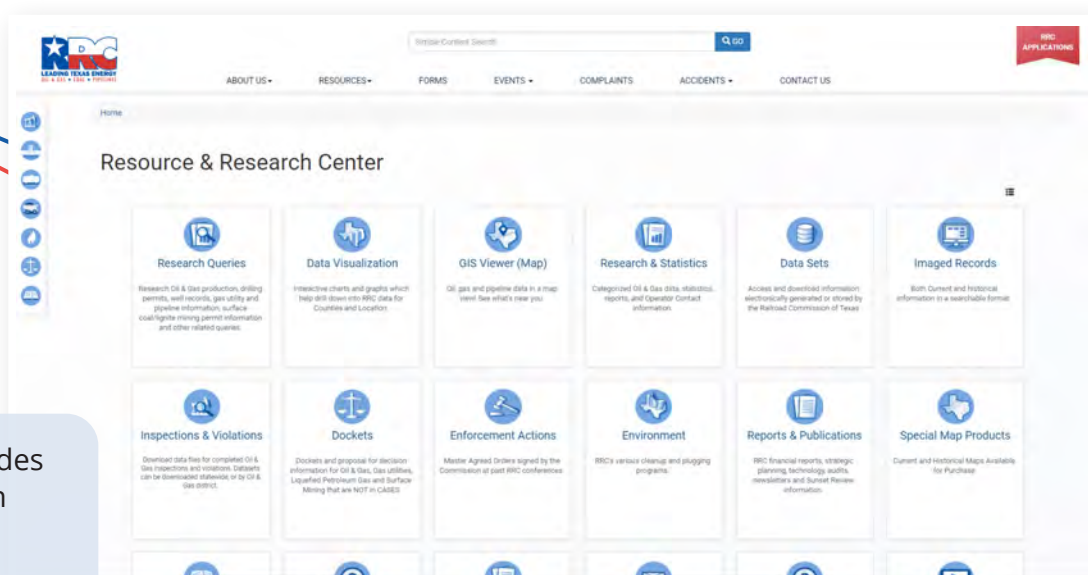 RRC
LEADING TEXAS ENERGY
OIL & GAS • COAL • PIPELINES
Simple Content Search
GO
RRC
APPLICATIONS
ABOUT US
RESOURCES
FORMS
EVENTS
COMPLAINTS
ACCIDENTS
CONTACT US
Home
Resource & Research Center
Research Queries
Research Oil & Gas production, drilling
permits, well records, gas utility and
pipeline information, surface
coal/lignite mining permit information
and other related queries.
Data Visualization
Interactive charts and graphs which
help drill down into RRC data for
Counties and Location.
GIS Viewer (Map)
Oil, gas and pipeline data in a map
view! See what's near you.
Research & Statistics
Categorized Oil & Gas data, statistics,
reports, and Operator Contact
information.
Data Sets
Access and download information
electronically generated or stored by
the Railroad Commission of Texas
Imaged Records
Both Current and historical
information in a searchable format.
Inspections & Violations
Download data files for completed Oil &
Gas inspections and violations. Datasets
can be downloaded statewide or by Oil &
Gas district.
Dockets
Dockets and proposal for decision
information for Oil & Gas, Gas Utilities,
Liquefied Petroleum Gas and Surface
Mining that are NOT in CASES
Enforcement Actions
Master Agreed Orders signed by the
Commission at past RRC conferences
Environment
RRC's various cleanup and plugging
programs.
Reports & Publications
RRC financial reports, strategic
planning, technology, audits,
newsletters and Sunset Review
information.
Special Map Products
Current and Historical Maps Available
for Purchase
des